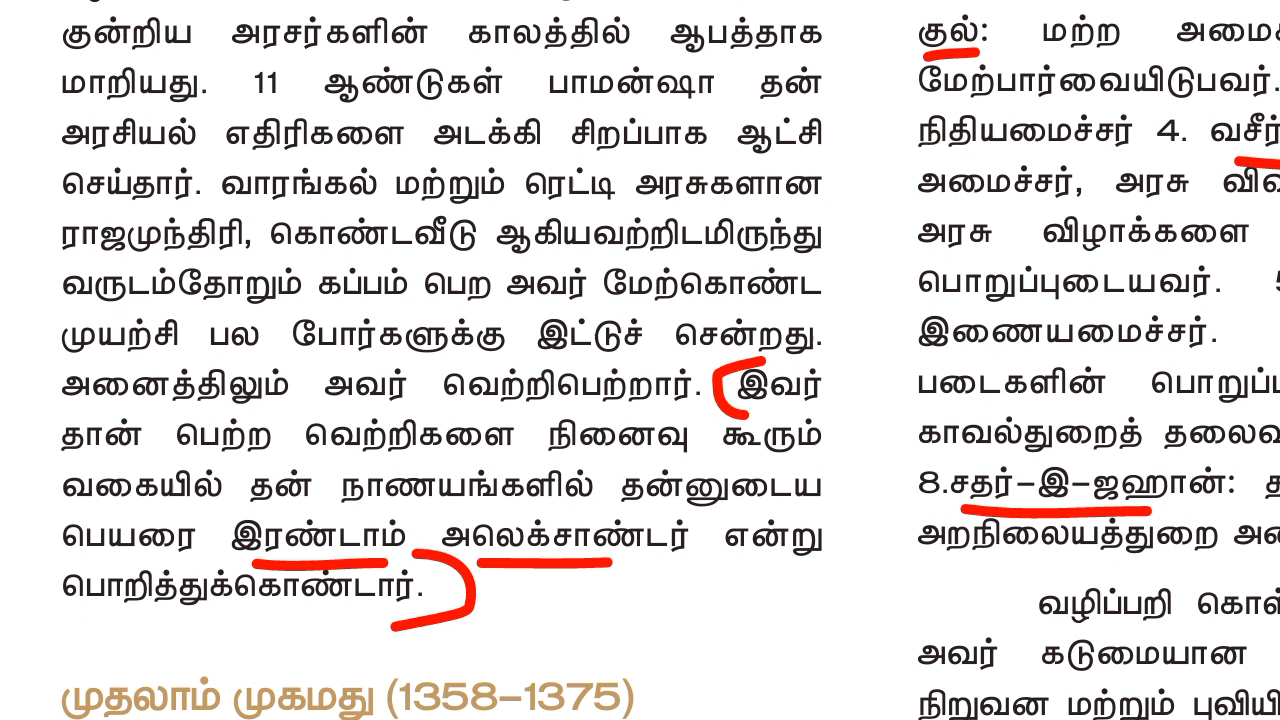 குன்றிய அரசர்களின் காலத்தில் ஆபத்தாக
மாறியது. 11 ஆண்டுகள் பாமன்ஷா தன்
அரசியல் எதிரிகளை அடக்கி சிறப்பாக ஆட்சி
செய்தார். வாரங்கல் மற்றும் ரெட்டி அரசுகளான
ராஜமுந்திரி, கொண்டவீடு ஆகியவற்றிடமிருந்து
வருடம்தோறும் கப்பம் பெற அவர் மேற்கொண்ட
முயற்சி பல போர்களுக்கு இட்டுச் சென்றது.
அனைத்திலும் அவர் வெற்றிபெற்றார். இவர்
தான் பெற்ற வெற்றிகளை நினைவு கூரும்
வகையில் தன் நாணயங்களில் தன்னுடைய
பெயரை இரண்டாம் அலெக்சாண்டர் என்று
பொறித்துக்கொண்டார்.
முதலாம் முகமது (1358–1375)
குல்: மற்ற
மேற்பார்வையிடுபவர்.
நிதியமைச்சர் 4.
அமைச்சர், அரசு
அரசு விழாக்களை
பொறுப்புடையவர்.
இணையமைச்சர்.
படைகளின்
காவல்துறைத்
8.சதர்–இ–ஜஹான்:
அறநிலையத்துறை
வழிப்பறி
அவர் கடுமையான
நிறுவன மற்றும்